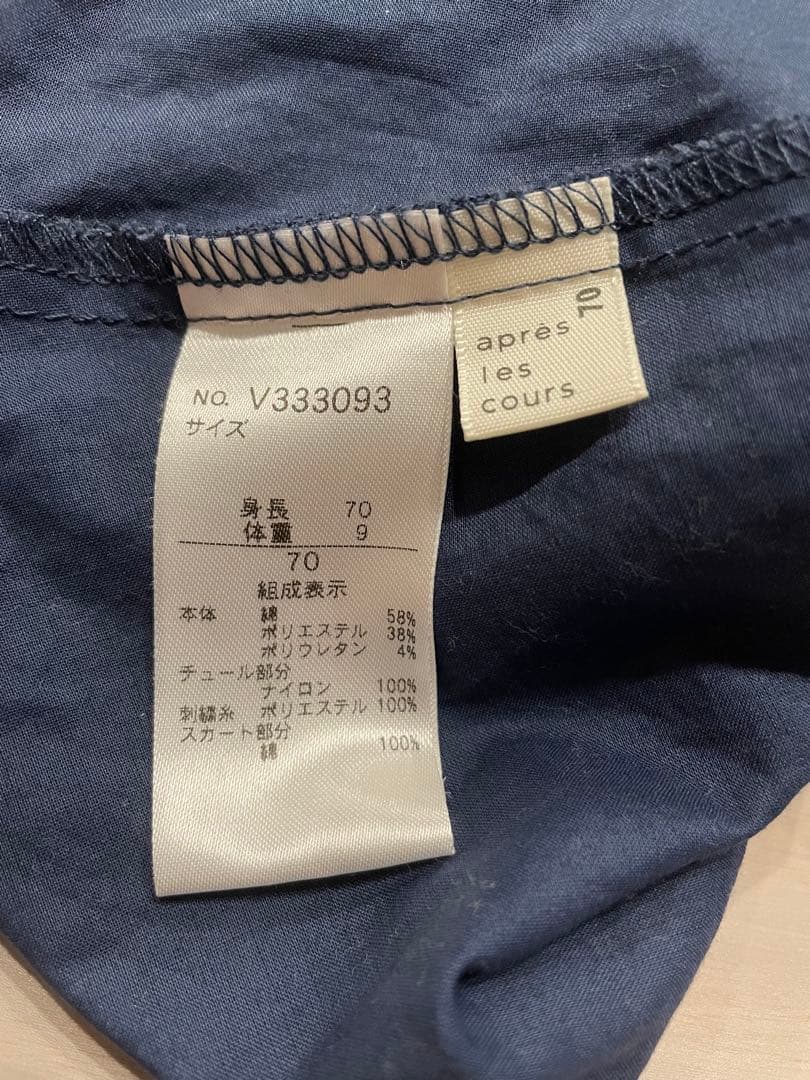 NO. V333093
サイズ
身長 70
体重 9
70
組成表示
本体 綿 58%
ポリエステル 38%
ポリウレタン 4%
チュール部分
ナイロン 100%
刺繍糸 ポリエステル 100%
スカート部分
綿 100%
70
après
les
cours